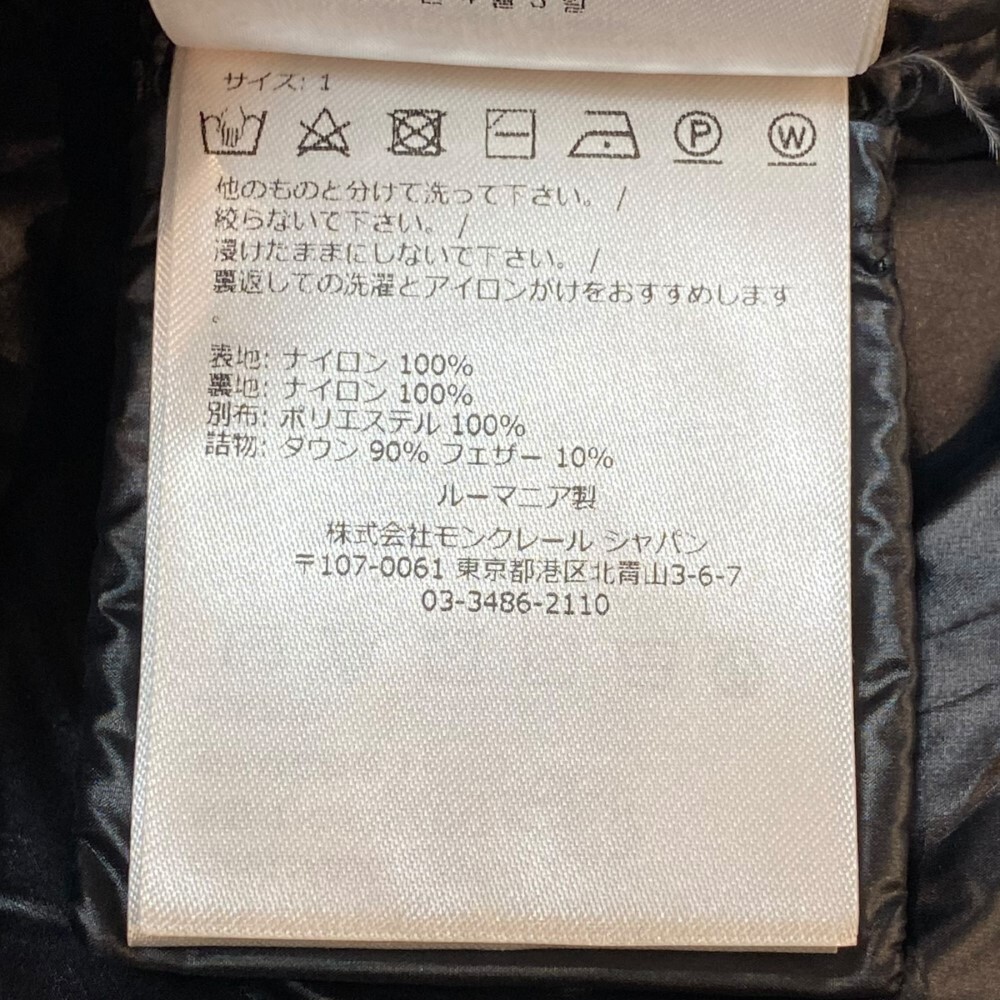 サイズ: 1
P W
他のものと分けて洗って下さい。 /
絞らないて下さい。 /
浸けたままにしないて下さい。 /
裏返しての洗濯とアイロンがけをおすすめします
。
表地: ナイロン 100%
裏地: ナイロン 100%
別布: ポリエステル 100%
詰物: ダウン 90% フェザー 10%
ルーマニア製
株式会社モンクレール シャパン
〒107-0061 東京都港区北青山3-6-7
03-3486-2110